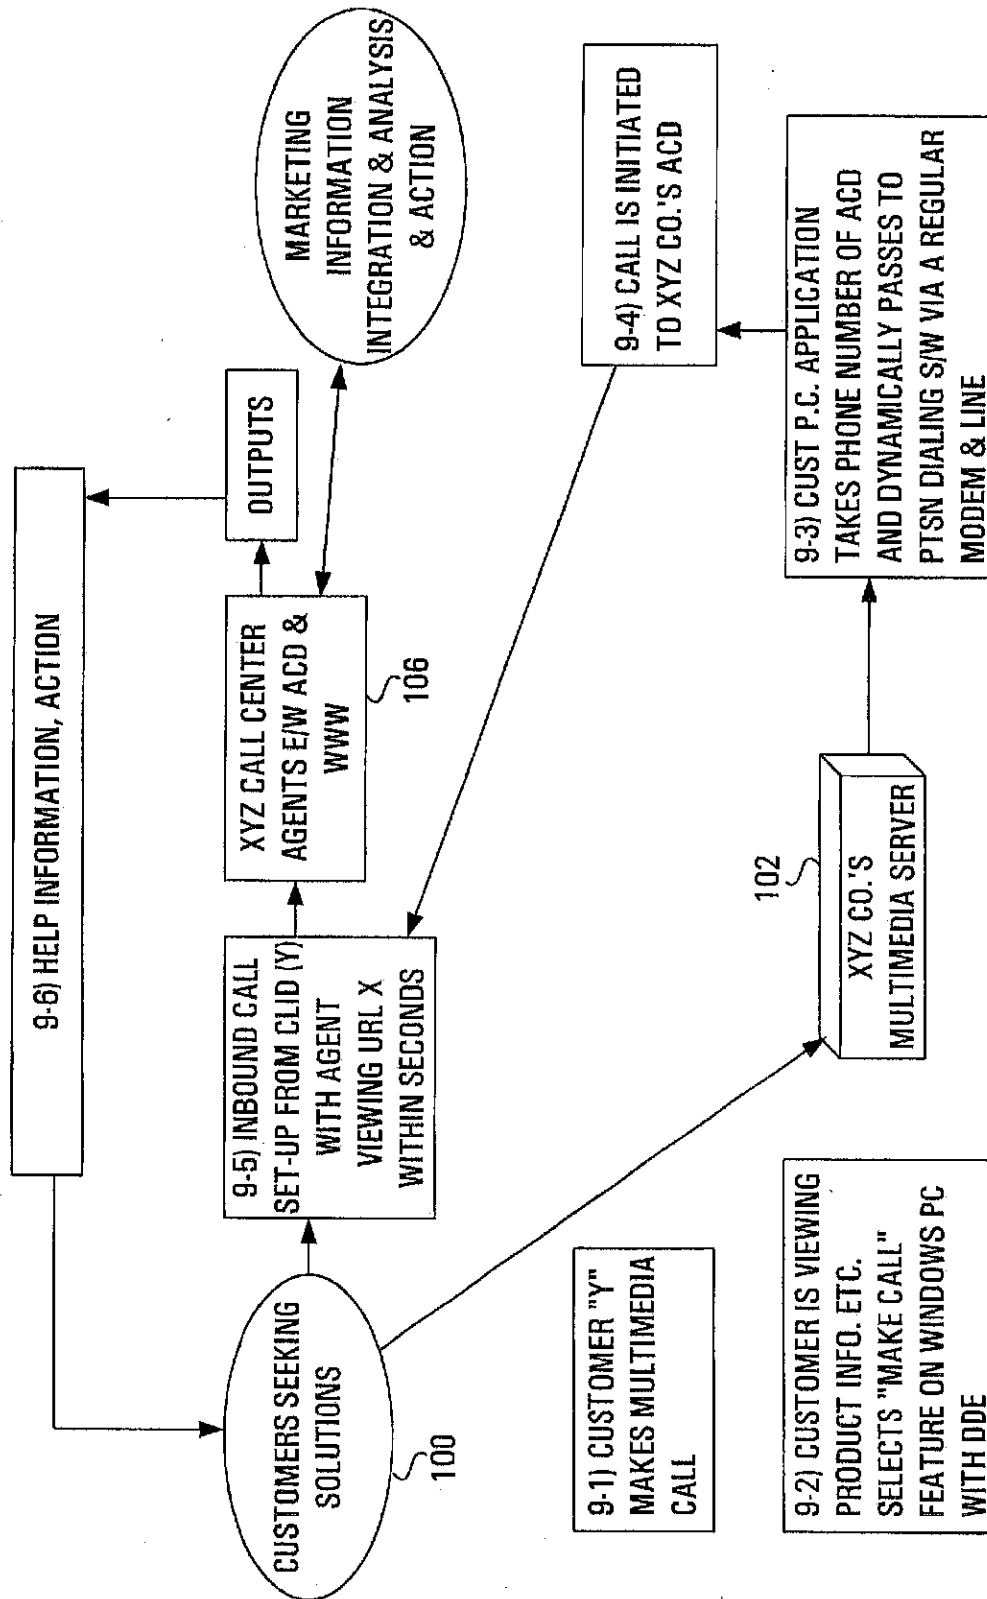 9-6) HELP INFORMATION, ACTION
CUSTOMERS SEEKING
SOLUTIONS
100
9-5) INBOUND CALL
SET-UP FROM CLID (Y)
WITH AGENT
VIEWING URL X
WITHIN SECONDS
XYZ CALL CENTER
AGENTS E/W ACD &
WWW
106
OUTPUTS
MARKETING
INFORMATION
INTEGRATION & ANALYSIS
& ACTION
9-1) CUSTOMER "Y"
MAKES MULTIMEDIA
CALL
9-4) CALL IS INITIATED
TO XYZ CO.'S ACD
9-2) CUSTOMER IS VIEWING
PRODUCT INFO. ETC.
SELECTS "MAKE CALL"
FEATURE ON WINDOWS PC
WITH DDE
102
XYZ CO.'S
MULTIMEDIA SERVER
9-3) CUST P.C. APPLICATION
TAKES PHONE NUMBER OF ACD
AND DYNAMICALLY PASSES TO
PTSN DIALING S/W VIA A REGULAR
MODEM & LINE